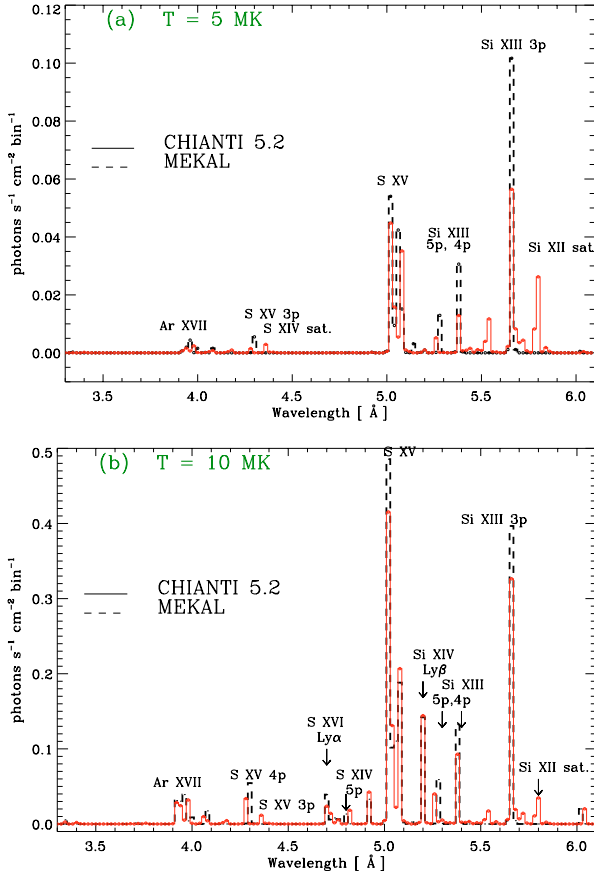 (a) T = 5 MK
0.12
0.10
0.08
0.06
0.04
0.02
0.00
photons s⁻¹ cm⁻² bin⁻¹
CHIANTI 5.2
MEKAL
Si XIII 3p
S XV
Si XIII
5p, 4p
Si XII sat.
S XV 3p
Ar XVII
S XIV sat.
3.5 4.0 4.5 5.0 5.5 6.0
Wavelength [ Å ]
(b) T = 10 MK
0.5
0.4
0.3
0.2
0.1
0.0
photons s⁻¹ cm⁻² bin⁻¹
S XV
Si XIII 3p
CHIANTI 5.2
MEKAL
Si XIV
Lyβ
Si XIII
5p,4p
S XVI
Lyα
Ar XVII
S XV 4p
S XIV
5p
Si XII sat.
S XV 3p
3.5 4.0 4.5 5.0 5.5 6.0
Wavelength [ Å ]